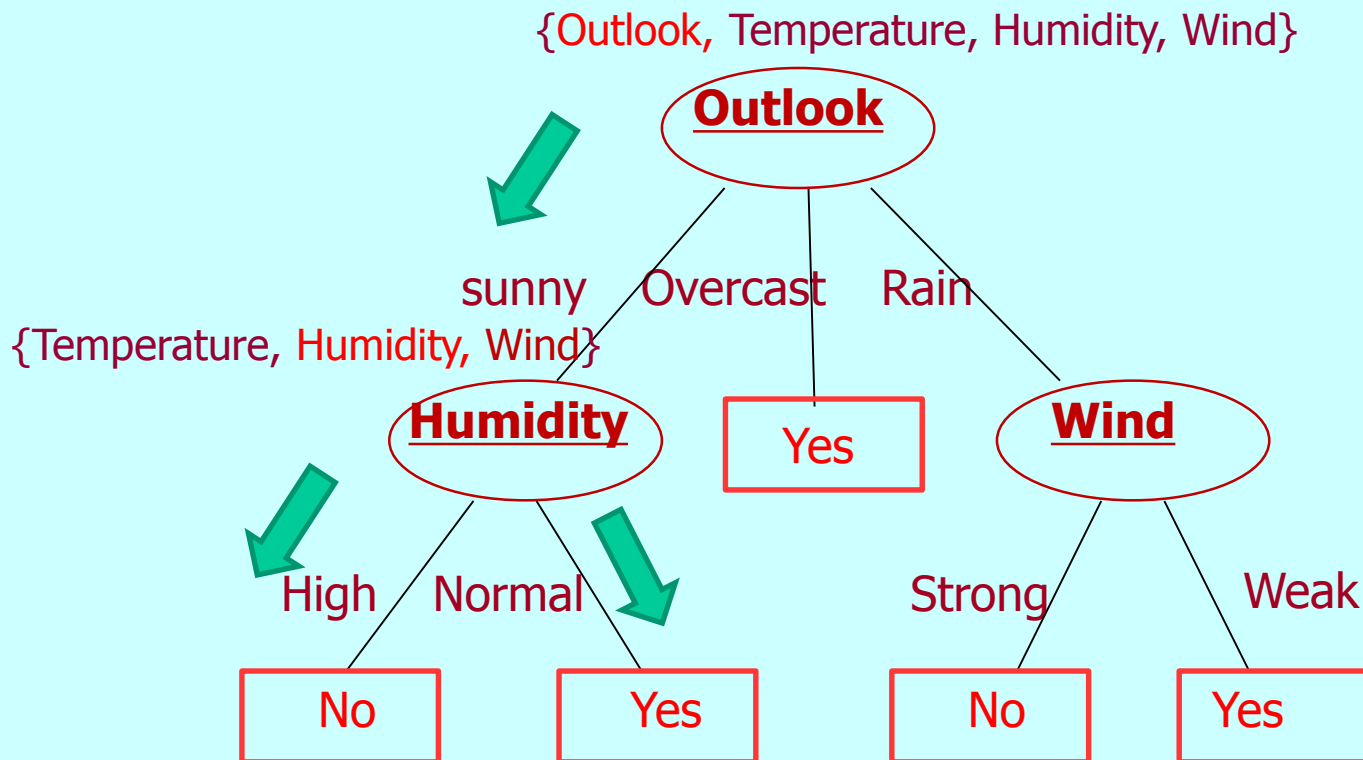 {Outlook, Temperature, Humidity, Wind}
Outlook
sunny Overcast Rain
{Temperature, Humidity, Wind}
Humidity Yes Wind
High Normal Strong Weak
No Yes No Yes